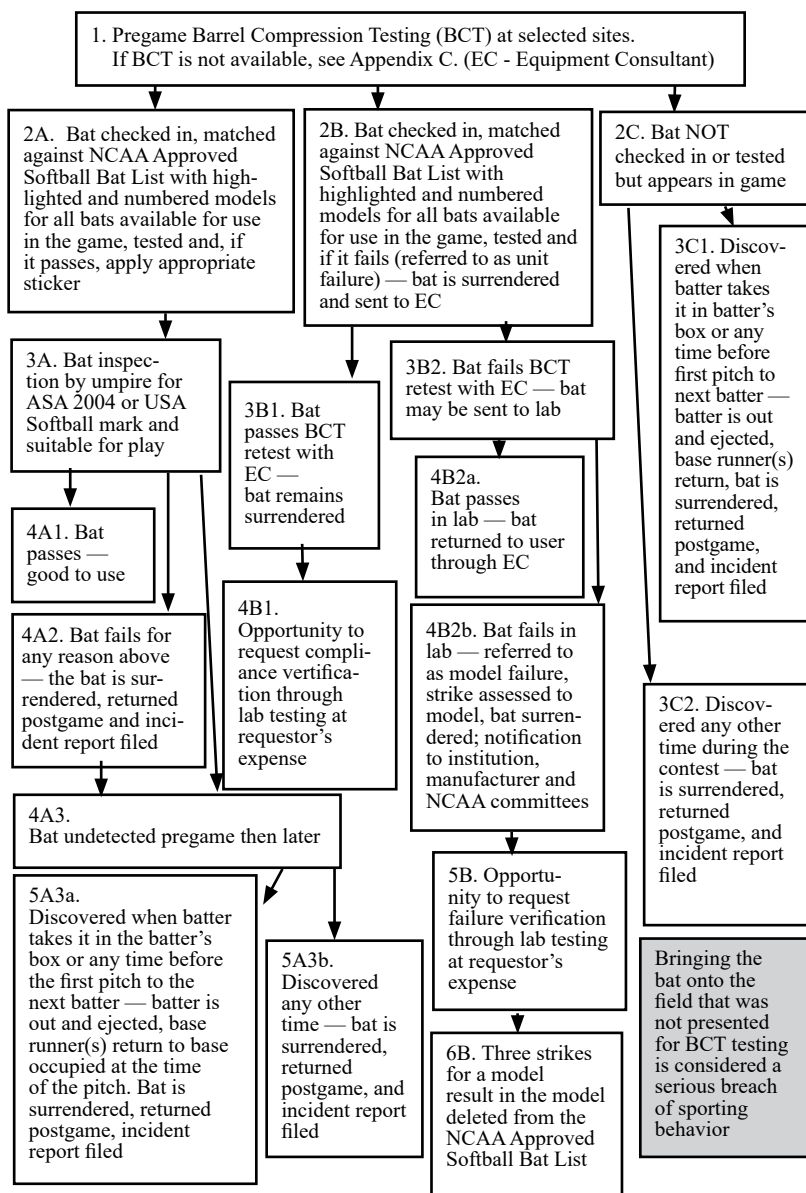 1. Pregame Barrel Compression Testing (BCT) at selected sites.
If BCT is not available, see Appendix C. (EC - Equipment Consultant)
2A. Bat checked in, matched
against NCAA Approved
Softball Bat List with high-
lighted and numbered models
for all bats available for use
in the game, tested and, if
it passes, apply appropriate
sticker
2B. Bat checked in, matched
against NCAA Approved
Softball Bat List with
highlighted and numbered
models for all bats available
for use in the game, tested and
if it fails (referred to as unit
failure) — bat is surrendered
and sent to EC
2C. Bat NOT
checked in or tested
but appears in game
3A. Bat inspec-
tion by umpire for
ASA 2004 or USA
Softball mark and
suitable for play
3B1. Bat
passes BCT
retest with
EC —
bat remains
surrendered
3B2. Bat fails BCT
retest with EC — bat
may be sent to lab
3C1. Discov-
ered when
batter takes
it in batter’s
box or any
time before
first pitch to
next batter —
batter is out
and ejected,
base runner(s)
return, bat is
surrendered,
returned
postgame,
and incident
report filed
4A1. Bat
passes —
good to use
4B2a.
Bat passes
in lab — bat
returned to user
through EC
4A2. Bat fails for
any reason above
— the bat is sur-
rendered, returned
postgame and inci-
dent report filed
4B1.
Opportunity to
request compli-
ance vertifica-
tion through
lab testing at
requestor’s
expense
4B2b. Bat fails in
lab — referred to
as model failure,
strike assessed to
model, bat surren-
dered; notification
to institution,
manufacturer and
NCAA committees
3C2. Discov-
ered any other
time during the
contest — bat
is surrendered,
returned
postgame, and
incident report
filed
4A3.
Bat undetected pregame then later
5A3a.
Discovered when batter
takes it in the batter’s
box or any time before
the first pitch to the
next batter — batter is
out and ejected, base
runner(s) return to base
occupied at the time
of the pitch. Bat is
surrendered, returned
postgame, incident
report filed
5A3b.
Discovered
any other
time — bat is
surrendered,
returned
postgame, and
incident report
filed
5B. Opportu-
nity to request
failure verification
through lab testing
at requestor’s
expense
6B. Three strikes
for a model
result in the model
deleted from the
NCAA Approved
Softball Bat List
Bringing the
bat onto the
field that was
not presented
for BCT testing
is considered a
serious breach
of sporting
behavior